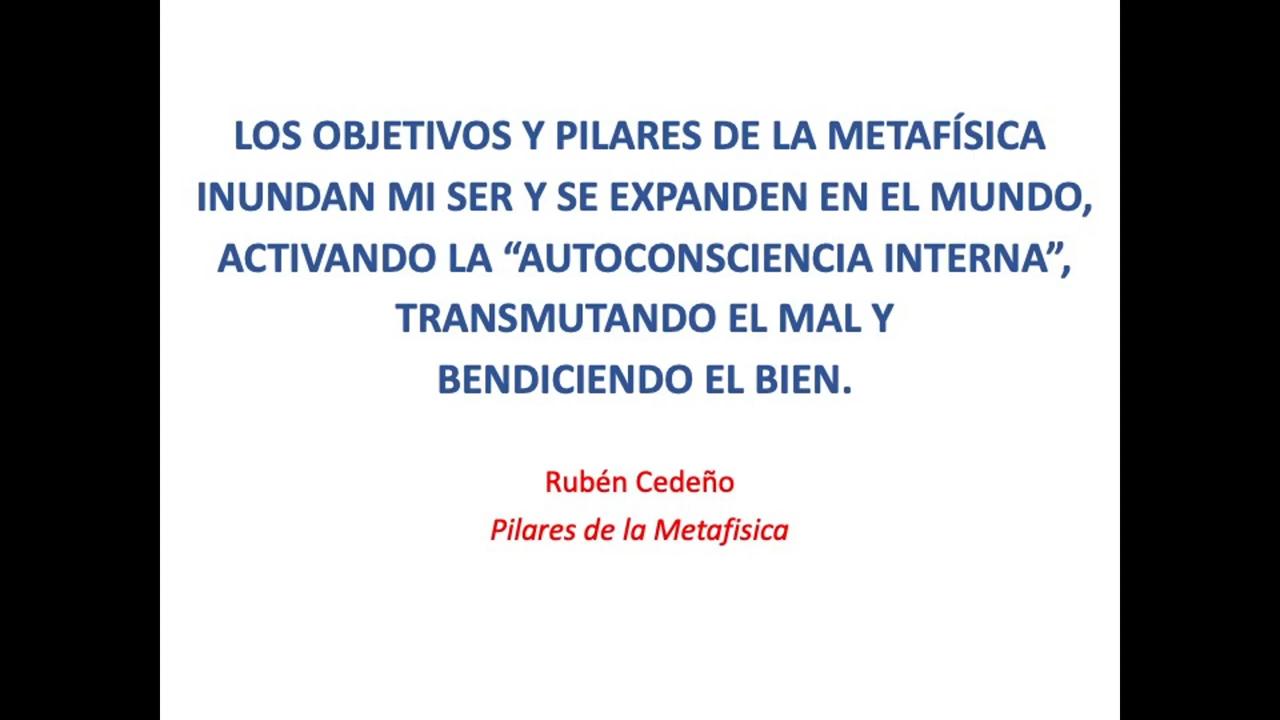 LOS OBJETIVOS Y PILARES DE LA METAFÍSICA
INUNDAN MI SER Y SE EXPANDEN EN EL MUNDO,
ACTIVANDO LA “AUTOCONSCIENCIA INTERNA”,
TRANSMUTANDO EL MAL Y
BENDICIENDO EL BIEN.
Rubén Cedeño
Pilares de la Metafisica